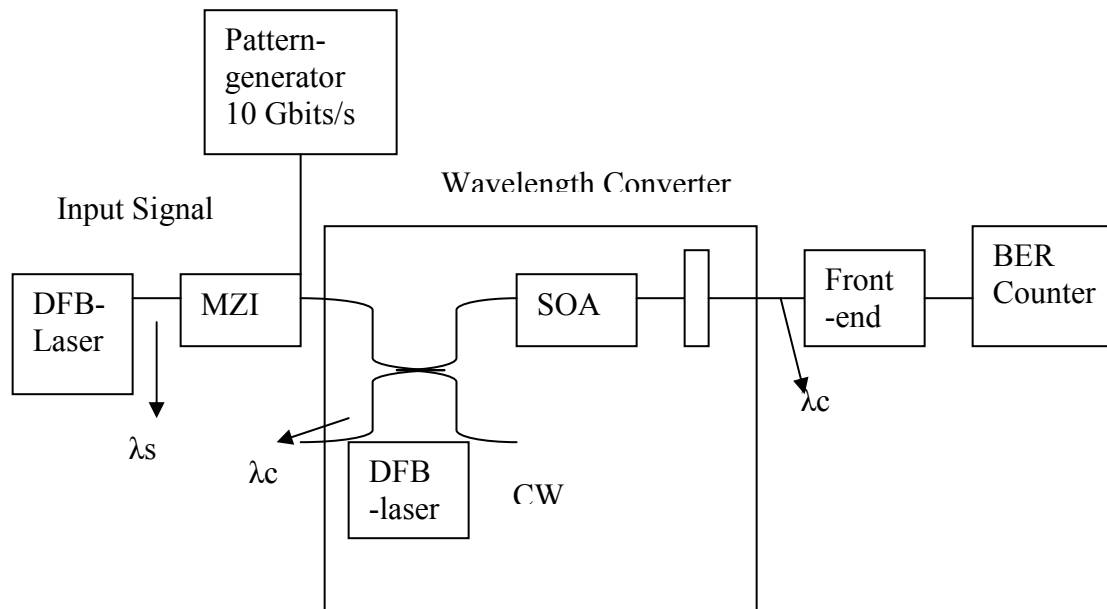 Pattern-
generator
10 Gbits/s
Wavelength Converter
Input Signal
DFB-
Laser
MZI
SOA
Front
-end
BER
Counter
λs
λc
DFB
-laser
CW
λc